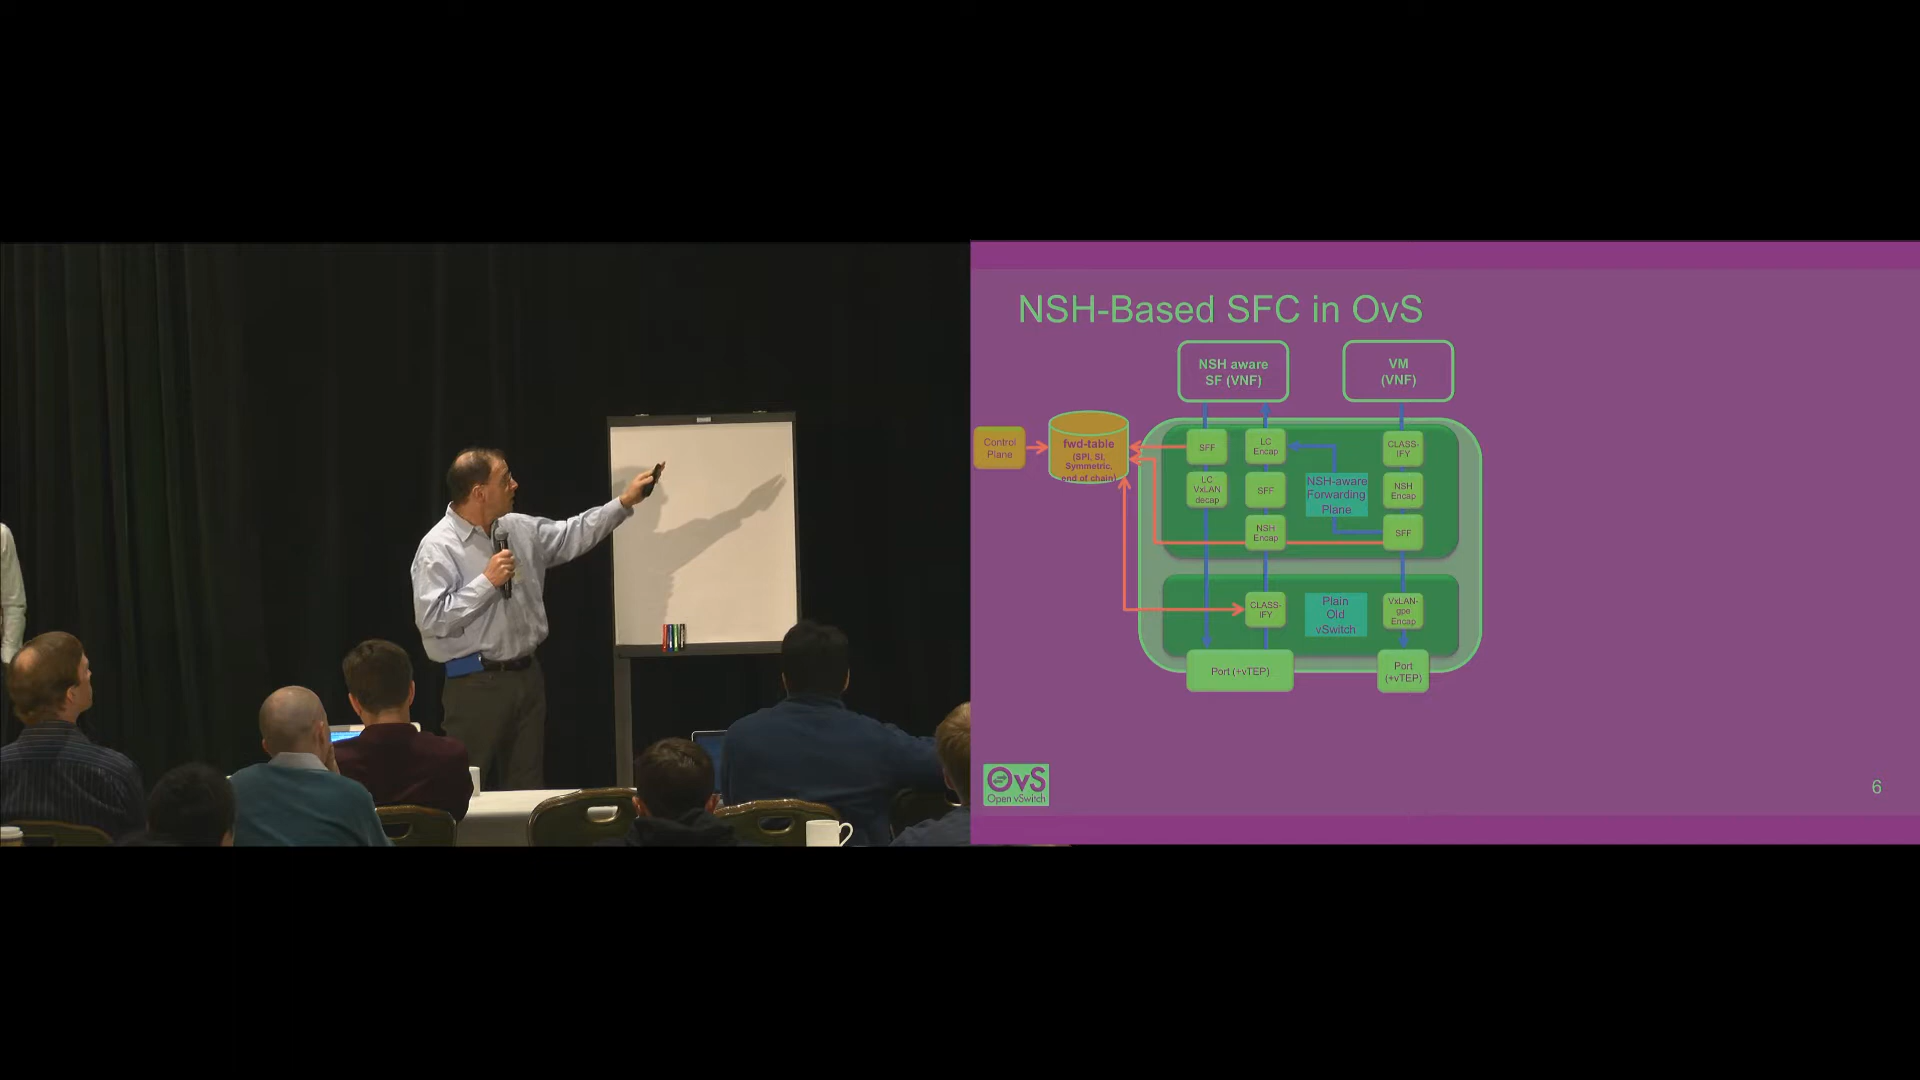 NSH-Based SFC in OvS
NSH aware
SF (VNF)
VM
(VNF)
Control
Plane
fwd-table
(SPI, SI,
Symmetric,
end of chain)
SFF
LC
Encap
CLASS-
IFY
LC
VxLAN
decap
SFF
NSH-aware
Forwarding
Plane
NSH
Encap
NSH
Encap
SFF
CLASS-
IFY
Plain
Old
vSwitch
VxLAN-
gpe
Encap
Port (+vTEP)
Port
(+vTEP)
OvS
Open vSwitch
6